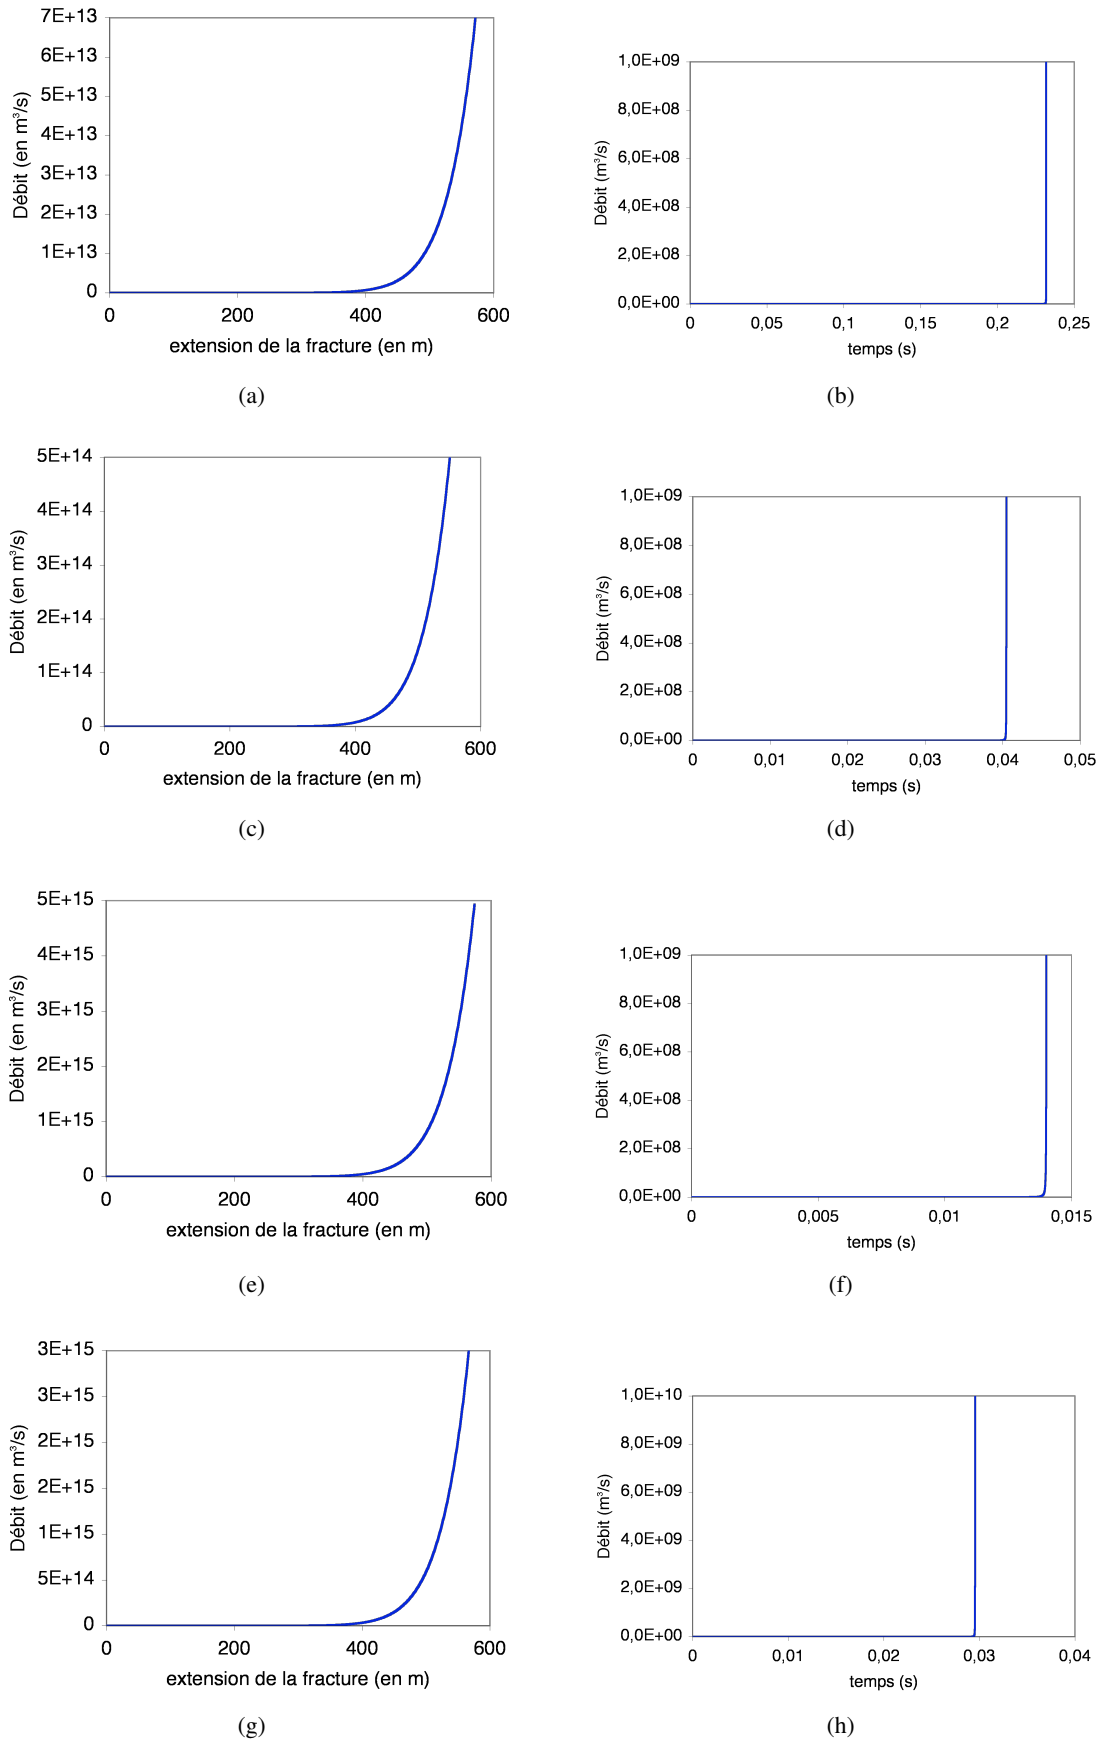 7E+13
6E+13
5E+13
4E+13
3E+13
2E+13
1E+13
0
Débit (en m³/s)
0 200 400 600
extension de la fracture (en m)
(a)
1,0E+09
8,0E+08
6,0E+08
4,0E+08
2,0E+08
0,0E+00
Débit (m³/s)
0 0,05 0,1 0,15 0,2 0,25
temps (s)
(b)
5E+14
4E+14
3E+14
2E+14
1E+14
0
Débit (en m³/s)
0 200 400 600
extension de la fracture (en m)
(c)
1,0E+09
8,0E+08
6,0E+08
4,0E+08
2,0E+08
0,0E+00
Débit (m³/s)
0 0,01 0,02 0,03 0,04 0,05
temps (s)
(d)
5E+15
4E+15
3E+15
2E+15
1E+15
0
Débit (en m³/s)
0 200 400 600
extension de la fracture (en m)
(e)
1,0E+09
8,0E+08
6,0E+08
4,0E+08
2,0E+08
0,0E+00
Débit (m³/s)
0 0,005 0,01 0,015
temps (s)
(f)
3E+15
3E+15
2E+15
2E+15
1E+15
5E+14
0
Débit (en m³/s)
0 200 400 600
extension de la fracture (en m)
(g)
1,0E+10
8,0E+09
6,0E+09
4,0E+09
2,0E+09
0,0E+00
Débit (m³/s)
0 0,01 0,02 0,03 0,04
temps (s)
(h)